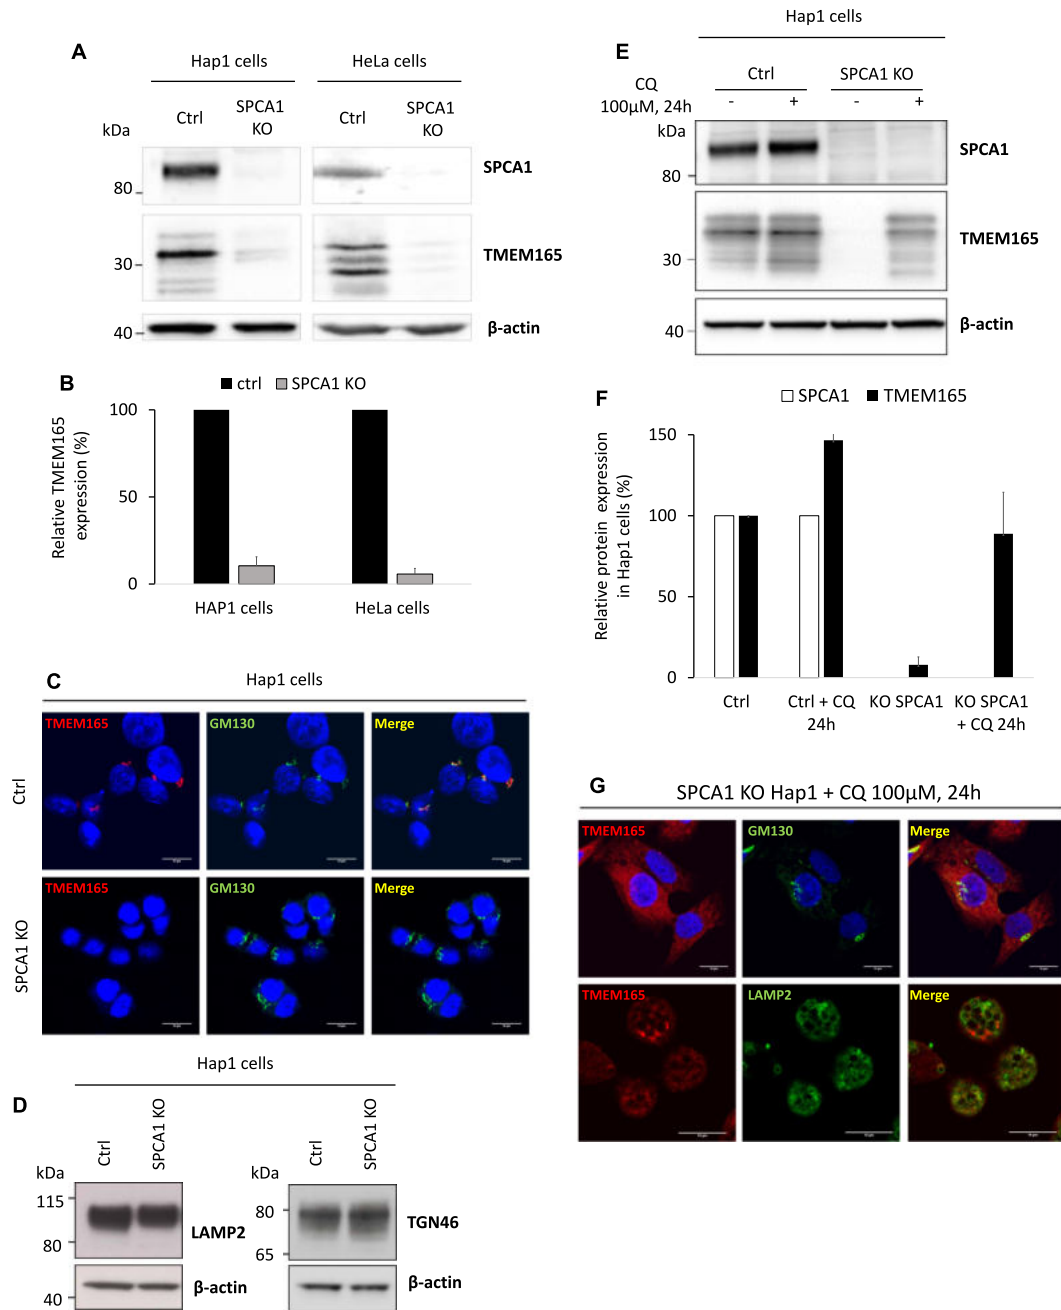 A
Hap1 cells
HeLa cells
Ctrl
SPCA1 KO
Ctrl
SPCA1 KO
kDa
80
SPCA1
30
TMEM165
40
β-actin
B
ctrl
SPCA1 KO
Relative TMEM165 expression (%)
100
50
0
HAP1 cells
HeLa cells
C
Hap1 cells
Ctrl
TMEM165
GM130
Merge
SPCA1 KO
TMEM165
GM130
Merge
D
Hap1 cells
Ctrl
SPCA1 KO
kDa
115
80
LAMP2
40
β-actin
Ctrl
SPCA1 KO
kDa
80
65
TGN46
β-actin
E
Hap1 cells
Ctrl
SPCA1 KO
CQ
100μM, 24h
-
+
-
+
kDa
80
SPCA1
30
TMEM165
40
β-actin
F
SPCA1
TMEM165
Relative protein expression in Hap1 cells (%)
150
100
50
0
Ctrl
Ctrl + CQ 24h
KO SPCA1
KO SPCA1 + CQ 24h
G
SPCA1 KO Hap1 + CQ 100μM, 24h
TMEM165
GM130
Merge
TMEM165
LAMP2
Merge